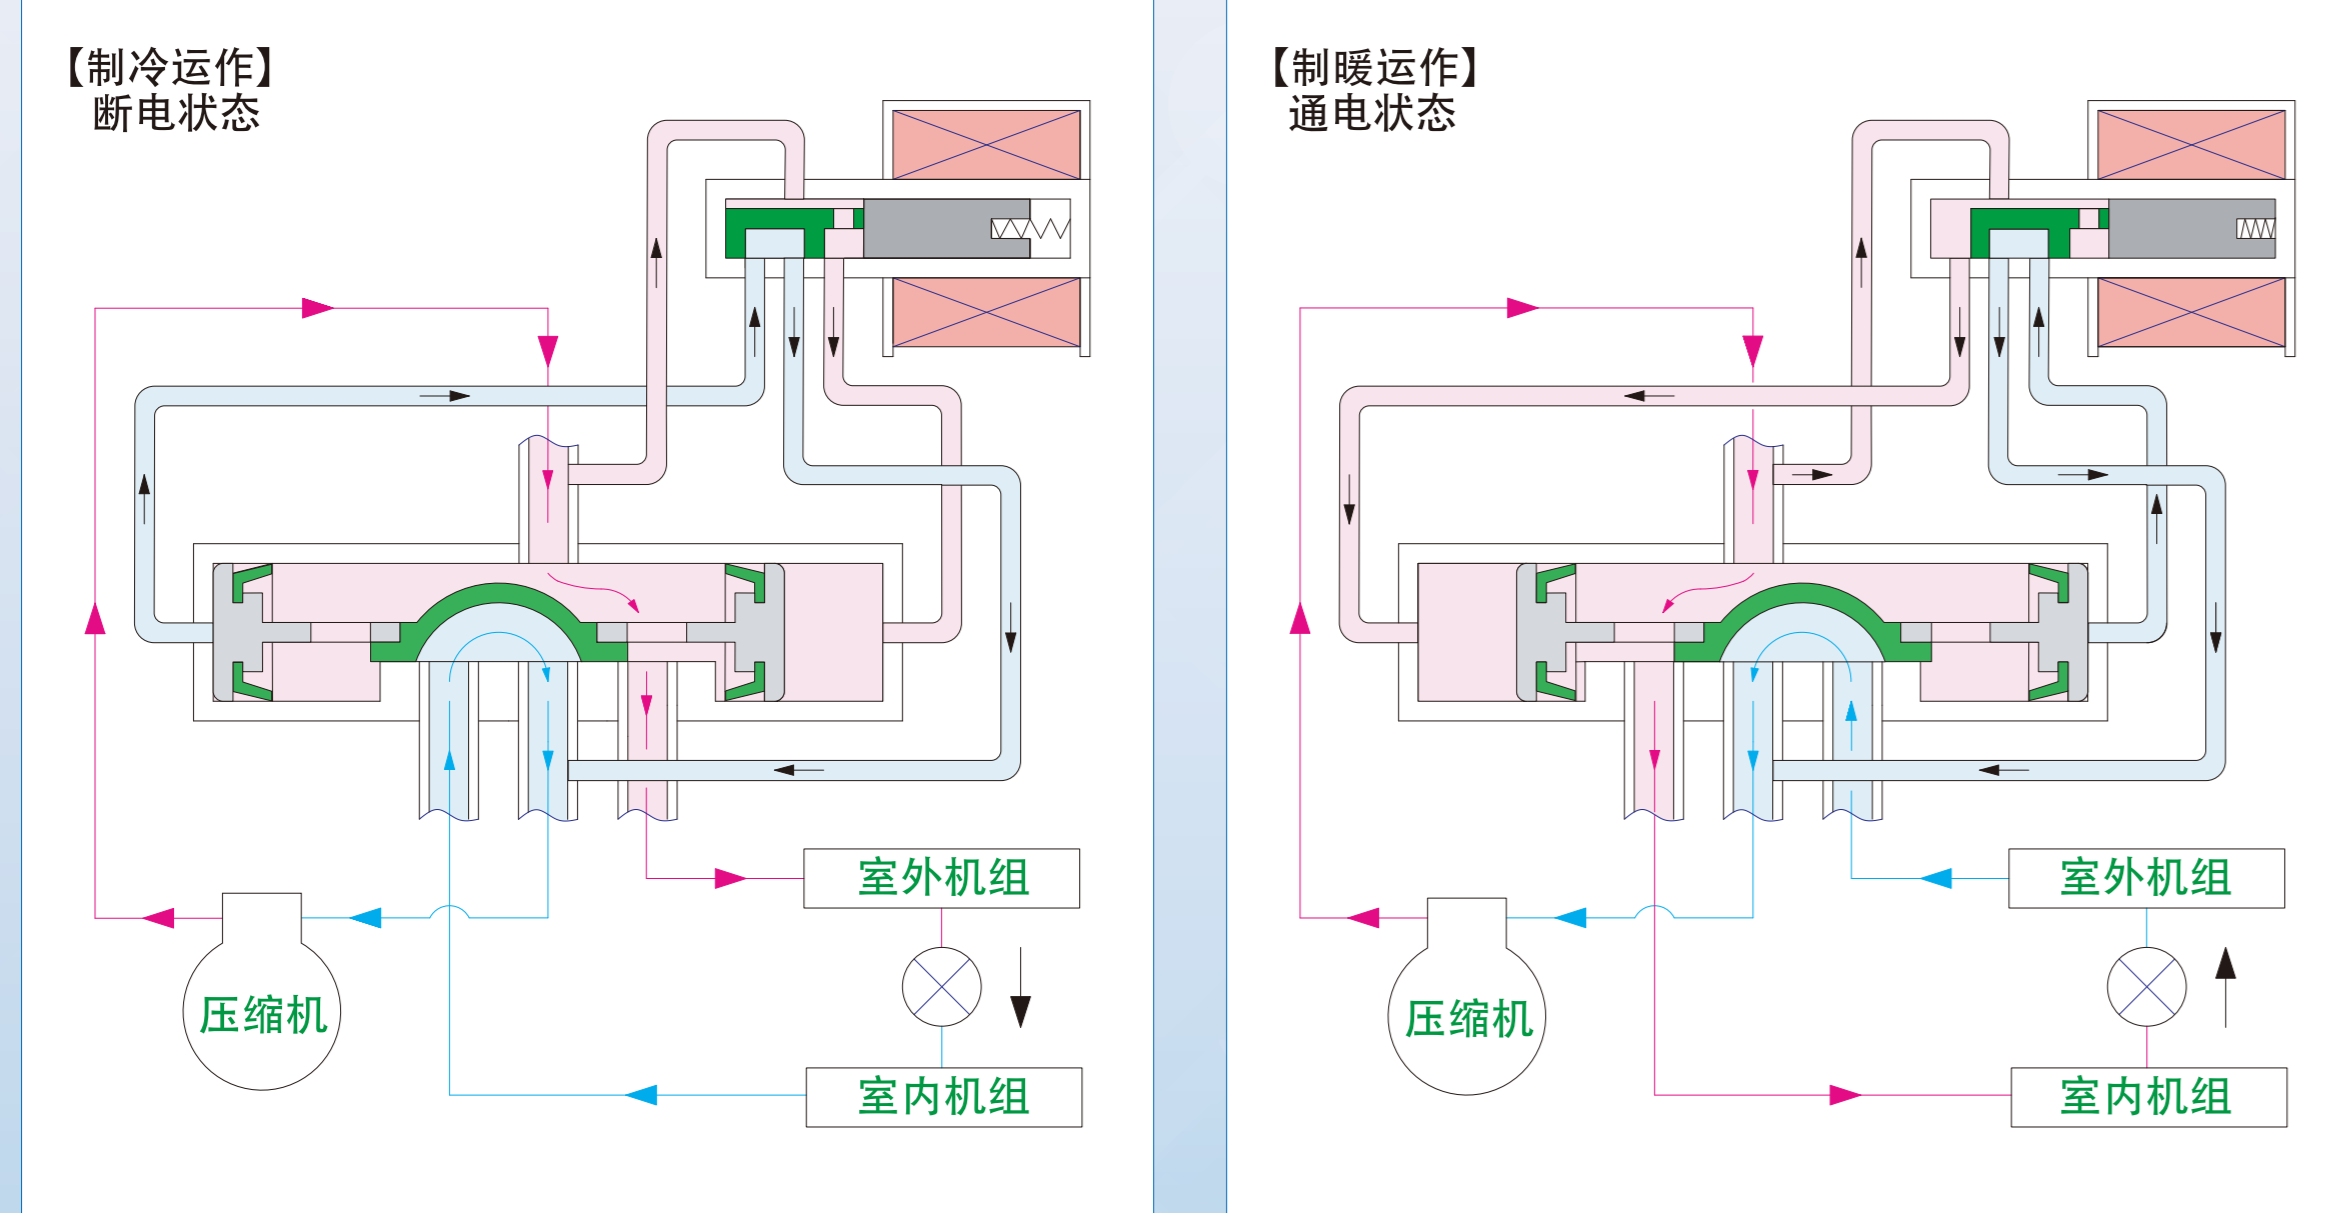 【制冷运作】
断电状态
室外机组
压缩机
室内机组
【制暖运作】
通电状态
室外机组
压缩机
室内机组